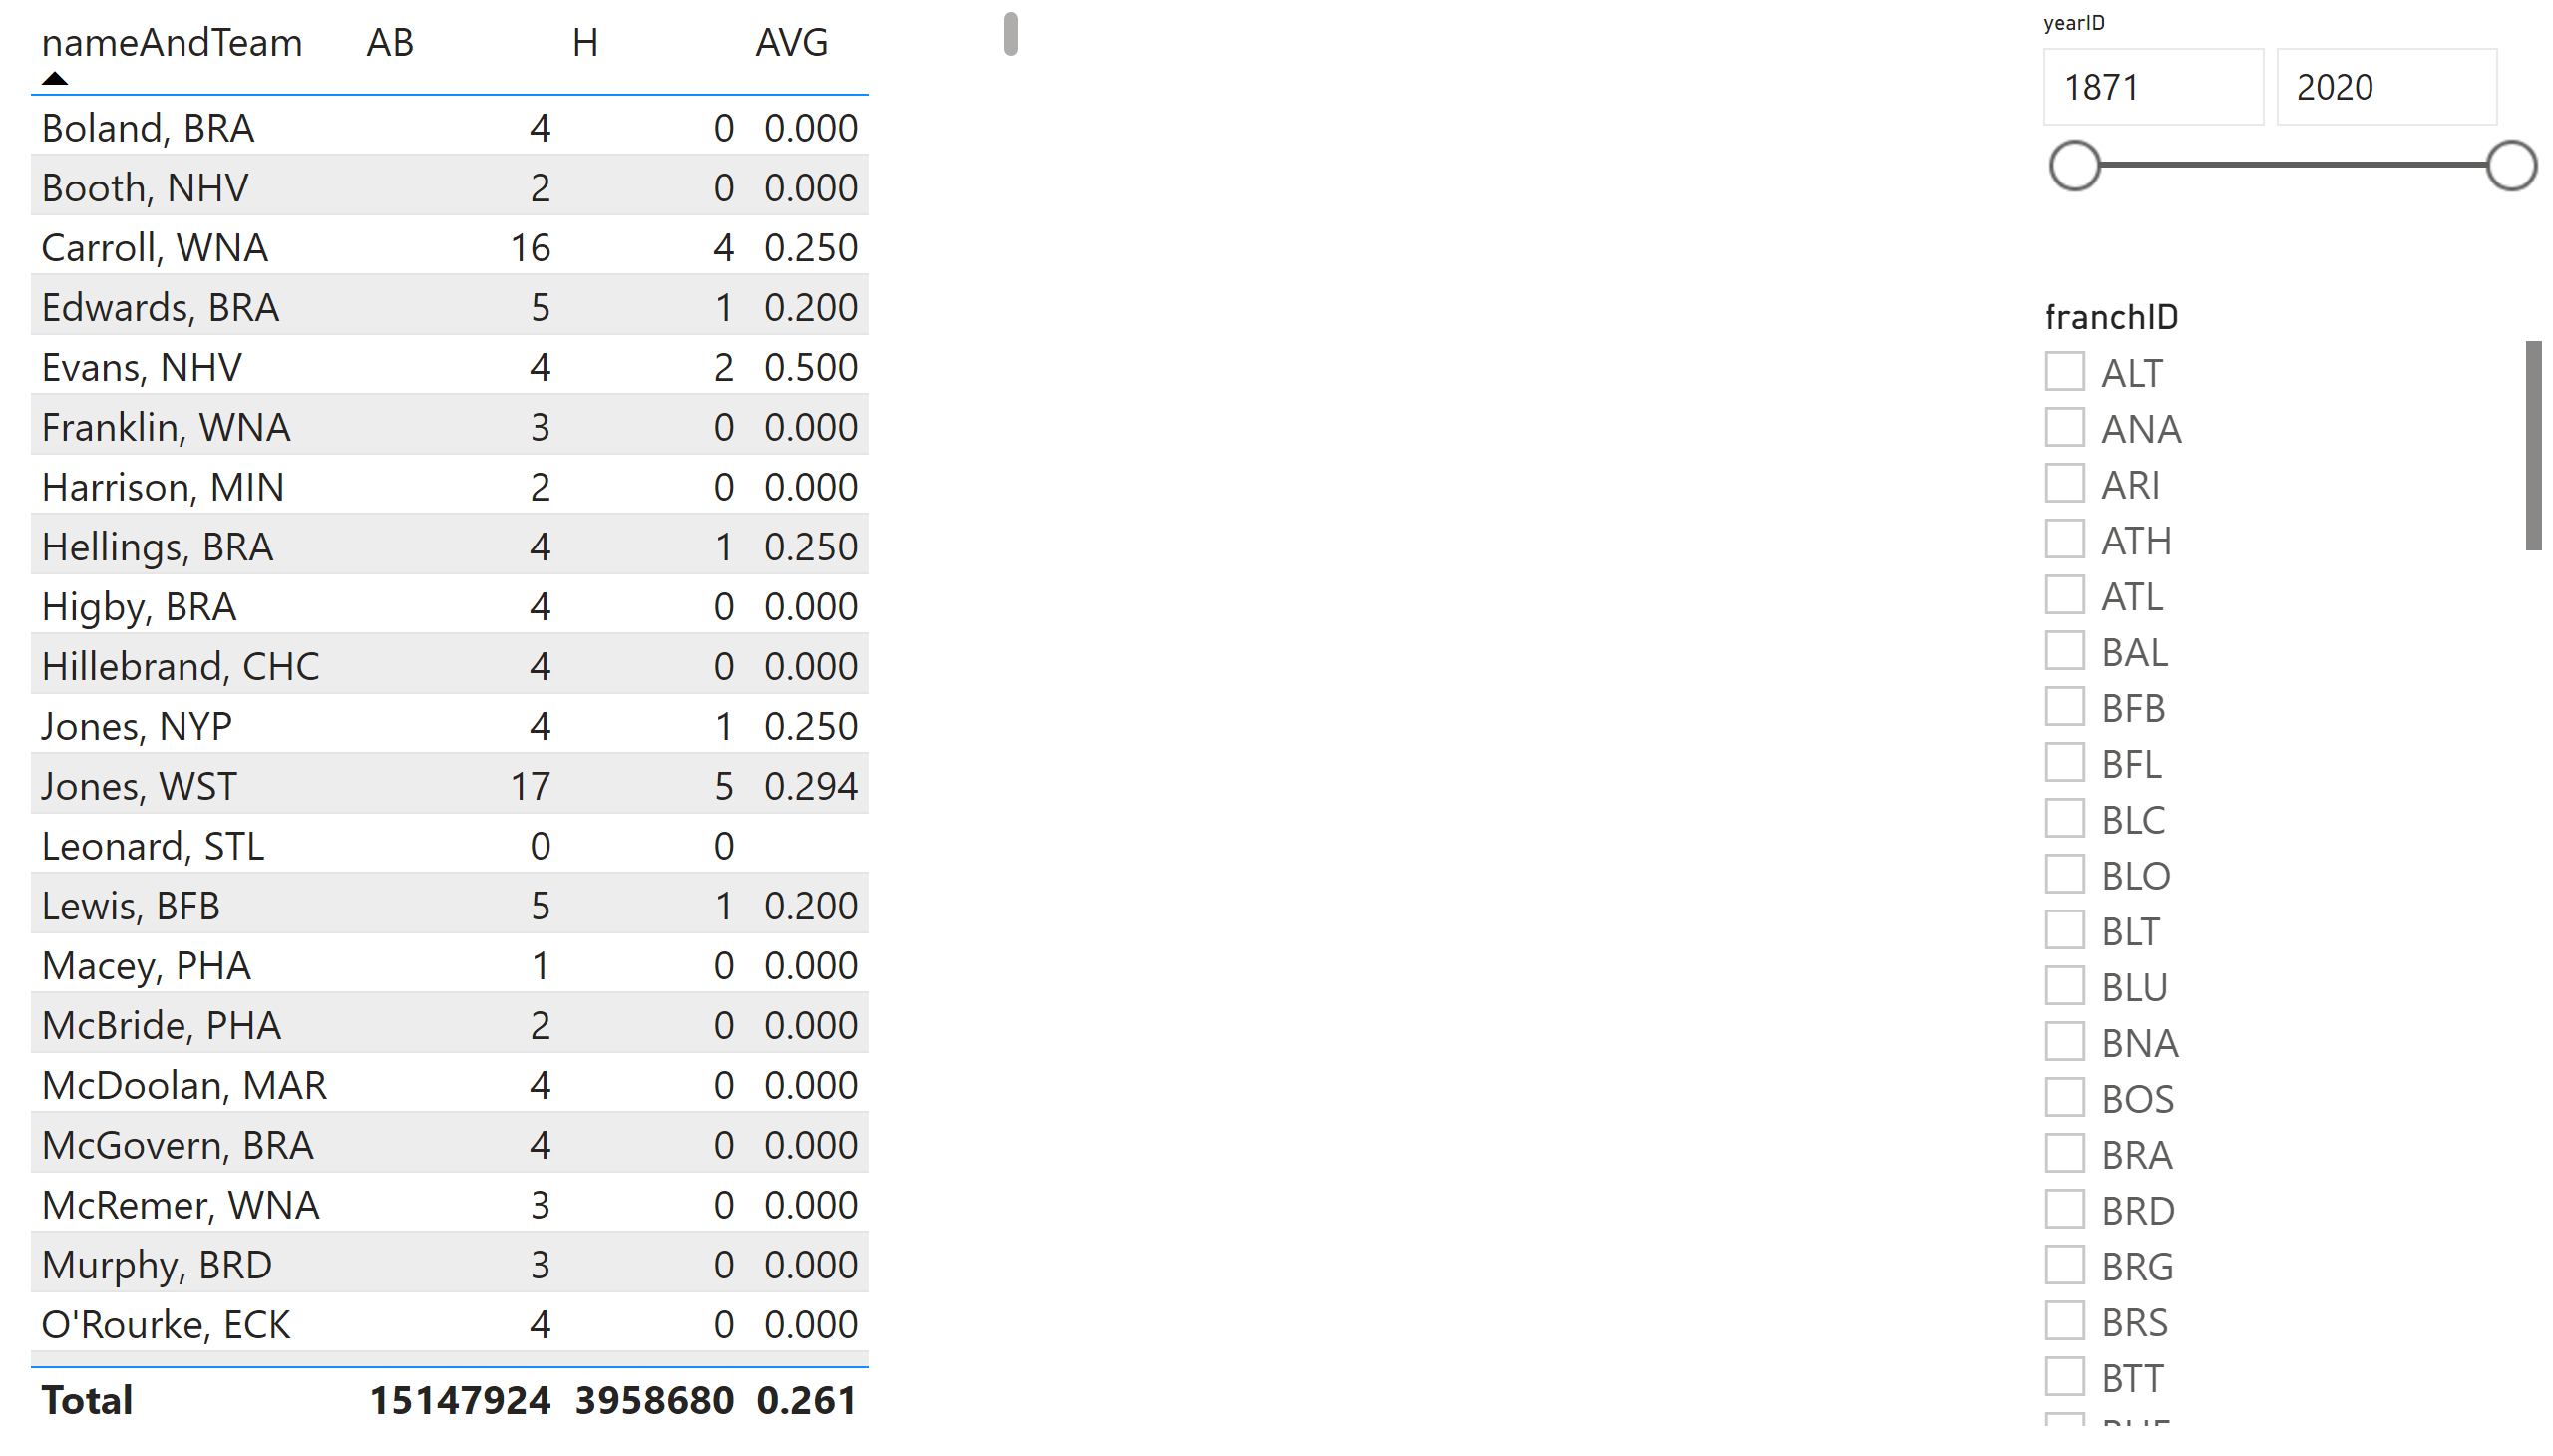 nameAndTeam AB H AVG
Boland, BRA 4 0 0.000
Booth, NHV 2 0 0.000
Carroll, WNA 16 4 0.250
Edwards, BRA 5 1 0.200
Evans, NHV 4 2 0.500
Franklin, WNA 3 0 0.000
Harrison, MIN 2 0 0.000
Hellings, BRA 4 1 0.250
Higby, BRA 4 0 0.000
Hillebrand, CHC 4 0 0.000
Jones, NYP 4 1 0.250
Jones, WST 17 5 0.294
Leonard, STL 0 0
Lewis, BFB 5 1 0.200
Macey, PHA 1 0 0.000
McBride, PHA 2 0 0.000
McDoolan, MAR 4 0 0.000
McGovern, BRA 4 0 0.000
McRemer, WNA 3 0 0.000
Murphy, BRD 3 0 0.000
O'Rourke, ECK 4 0 0.000
Total 15147924 3958680 0.261
yearID
1871 2020
franchID
ALT
ANA
ARI
ATH
ATL
BAL
BFB
BFL
BLC
BLO
BLT
BLU
BNA
BOS
BRA
BRD
BRG
BRS
BTT